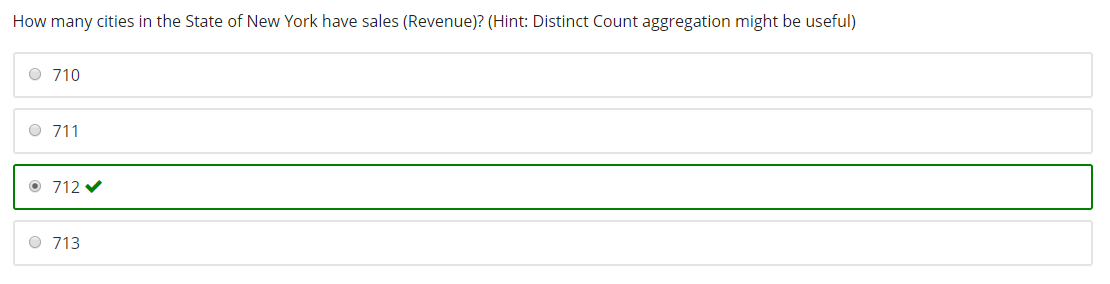 How many cities in the State of New York have sales (Revenue)? (Hint: Distinct Count aggregation might be useful)
710
711
712
713